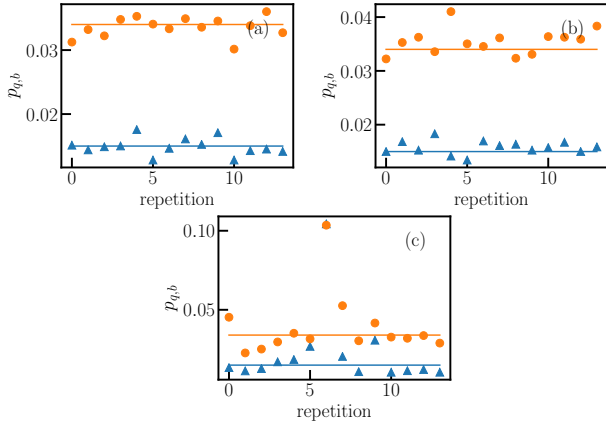 (a)
0.03
0.02
p_{q,b}
0 5 10
repetition
(b)
0.04
0.03
0.02
p_{q,b}
0 5 10
repetition
(c)
0.10
0.05
p_{q,b}
0 5 10
repetition